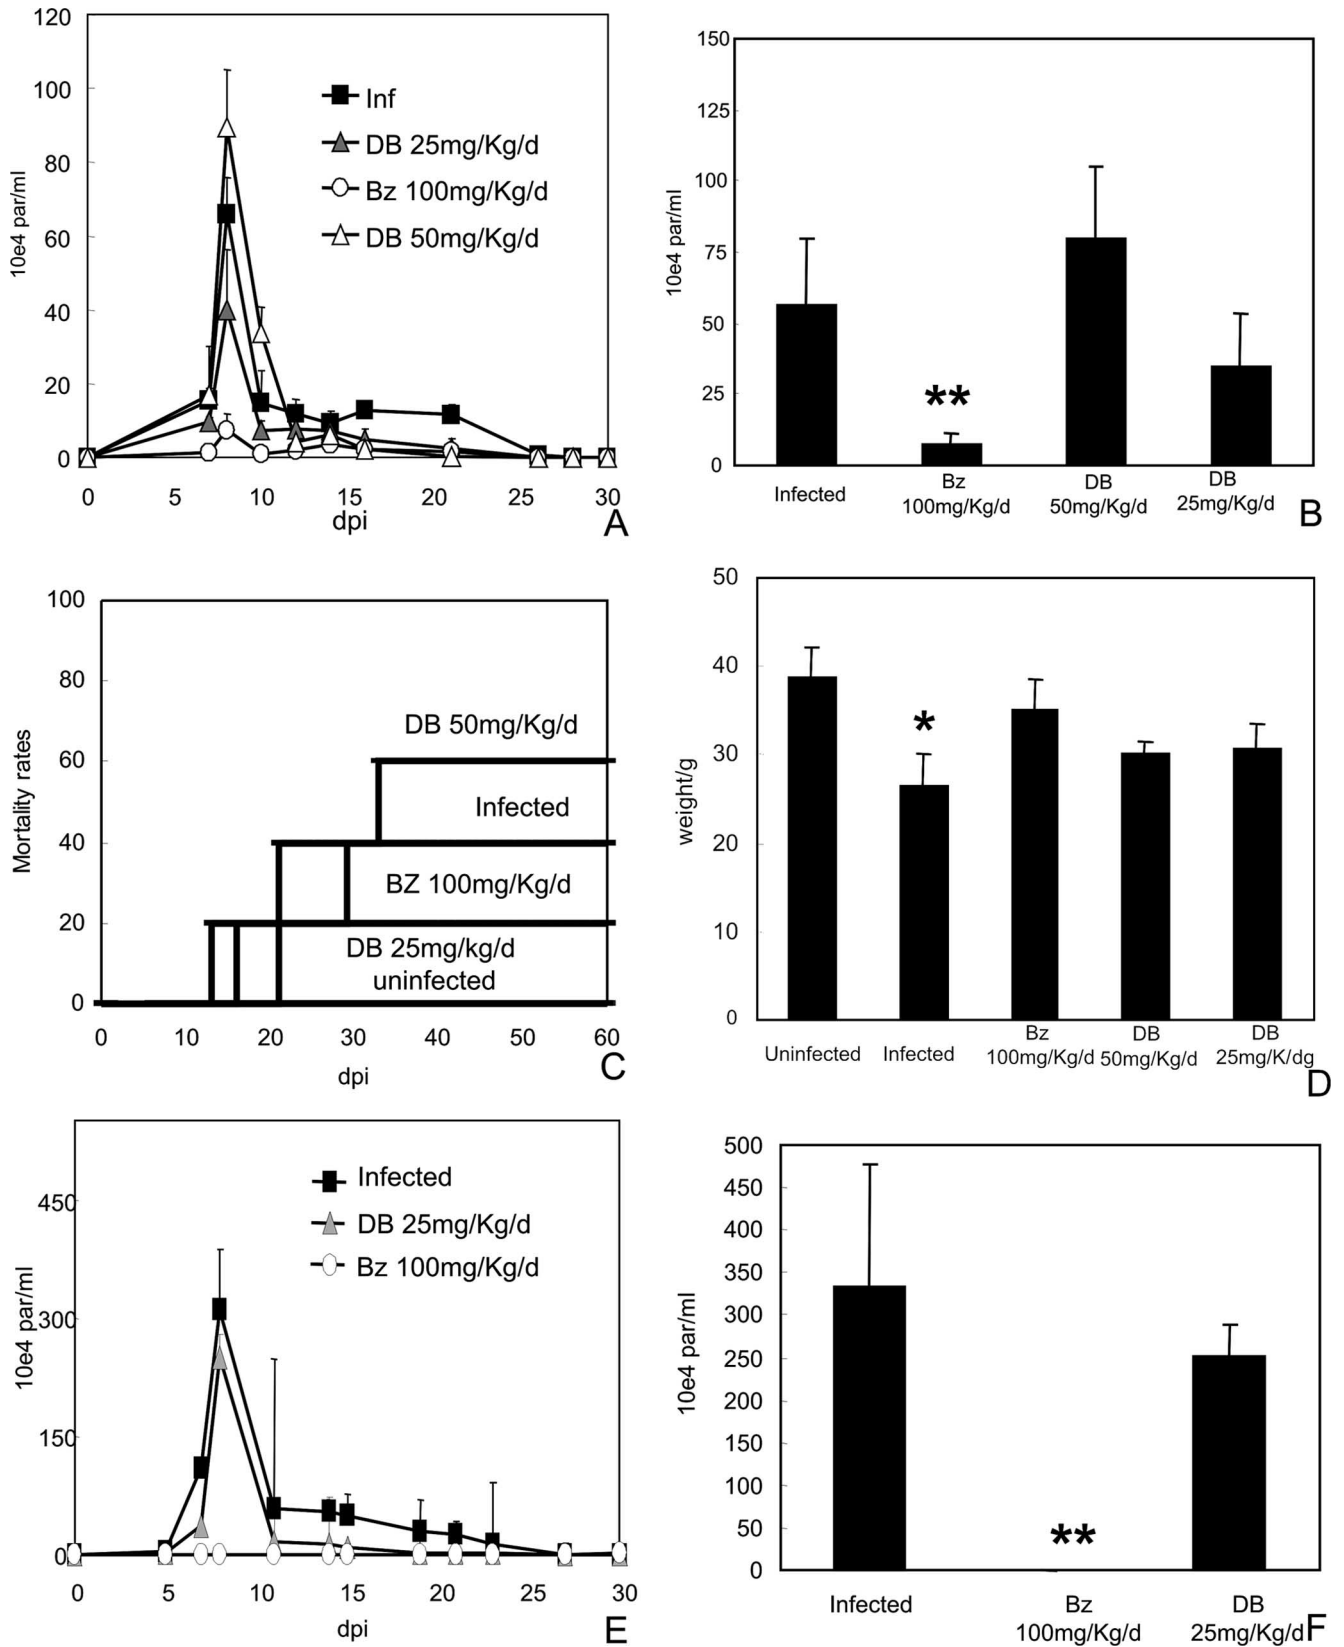 120
100
80
60
40
20
0
10e4 par/ml
Inf
DB 25mg/Kg/d
Bz 100mg/Kg/d
DB 50mg/Kg/d
0 5 10 15 20 25 30
dpi
A
150
125
100
75
50
25
0
10e4 par/ml
**
Infected
Bz
100mg/Kg/d
DB
50mg/Kg/d
DB
25mg/Kg/d
B
100
80
60
40
20
0
Mortality rates
DB 50mg/Kg/d
Infected
BZ 100mg/Kg/d
DB 25mg/kg/d
uninfected
0 10 20 30 40 50 60
dpi
C
50
40
30
20
10
0
weight/g
*
Uninfected
Infected
Bz
100mg/Kg/d
DB
50mg/Kg/d
DB
25mg/K/dg
D
450
300
150
0
10e4 par/ml
Infected
DB 25mg/Kg/d
Bz 100mg/Kg/d
0 5 10 15 20 25 30
dpi
E
500
450
400
350
300
250
200
150
100
50
0
10e4 par/ml
**
Infected
Bz
100mg/Kg/d
DB
25mg/Kg/d
F